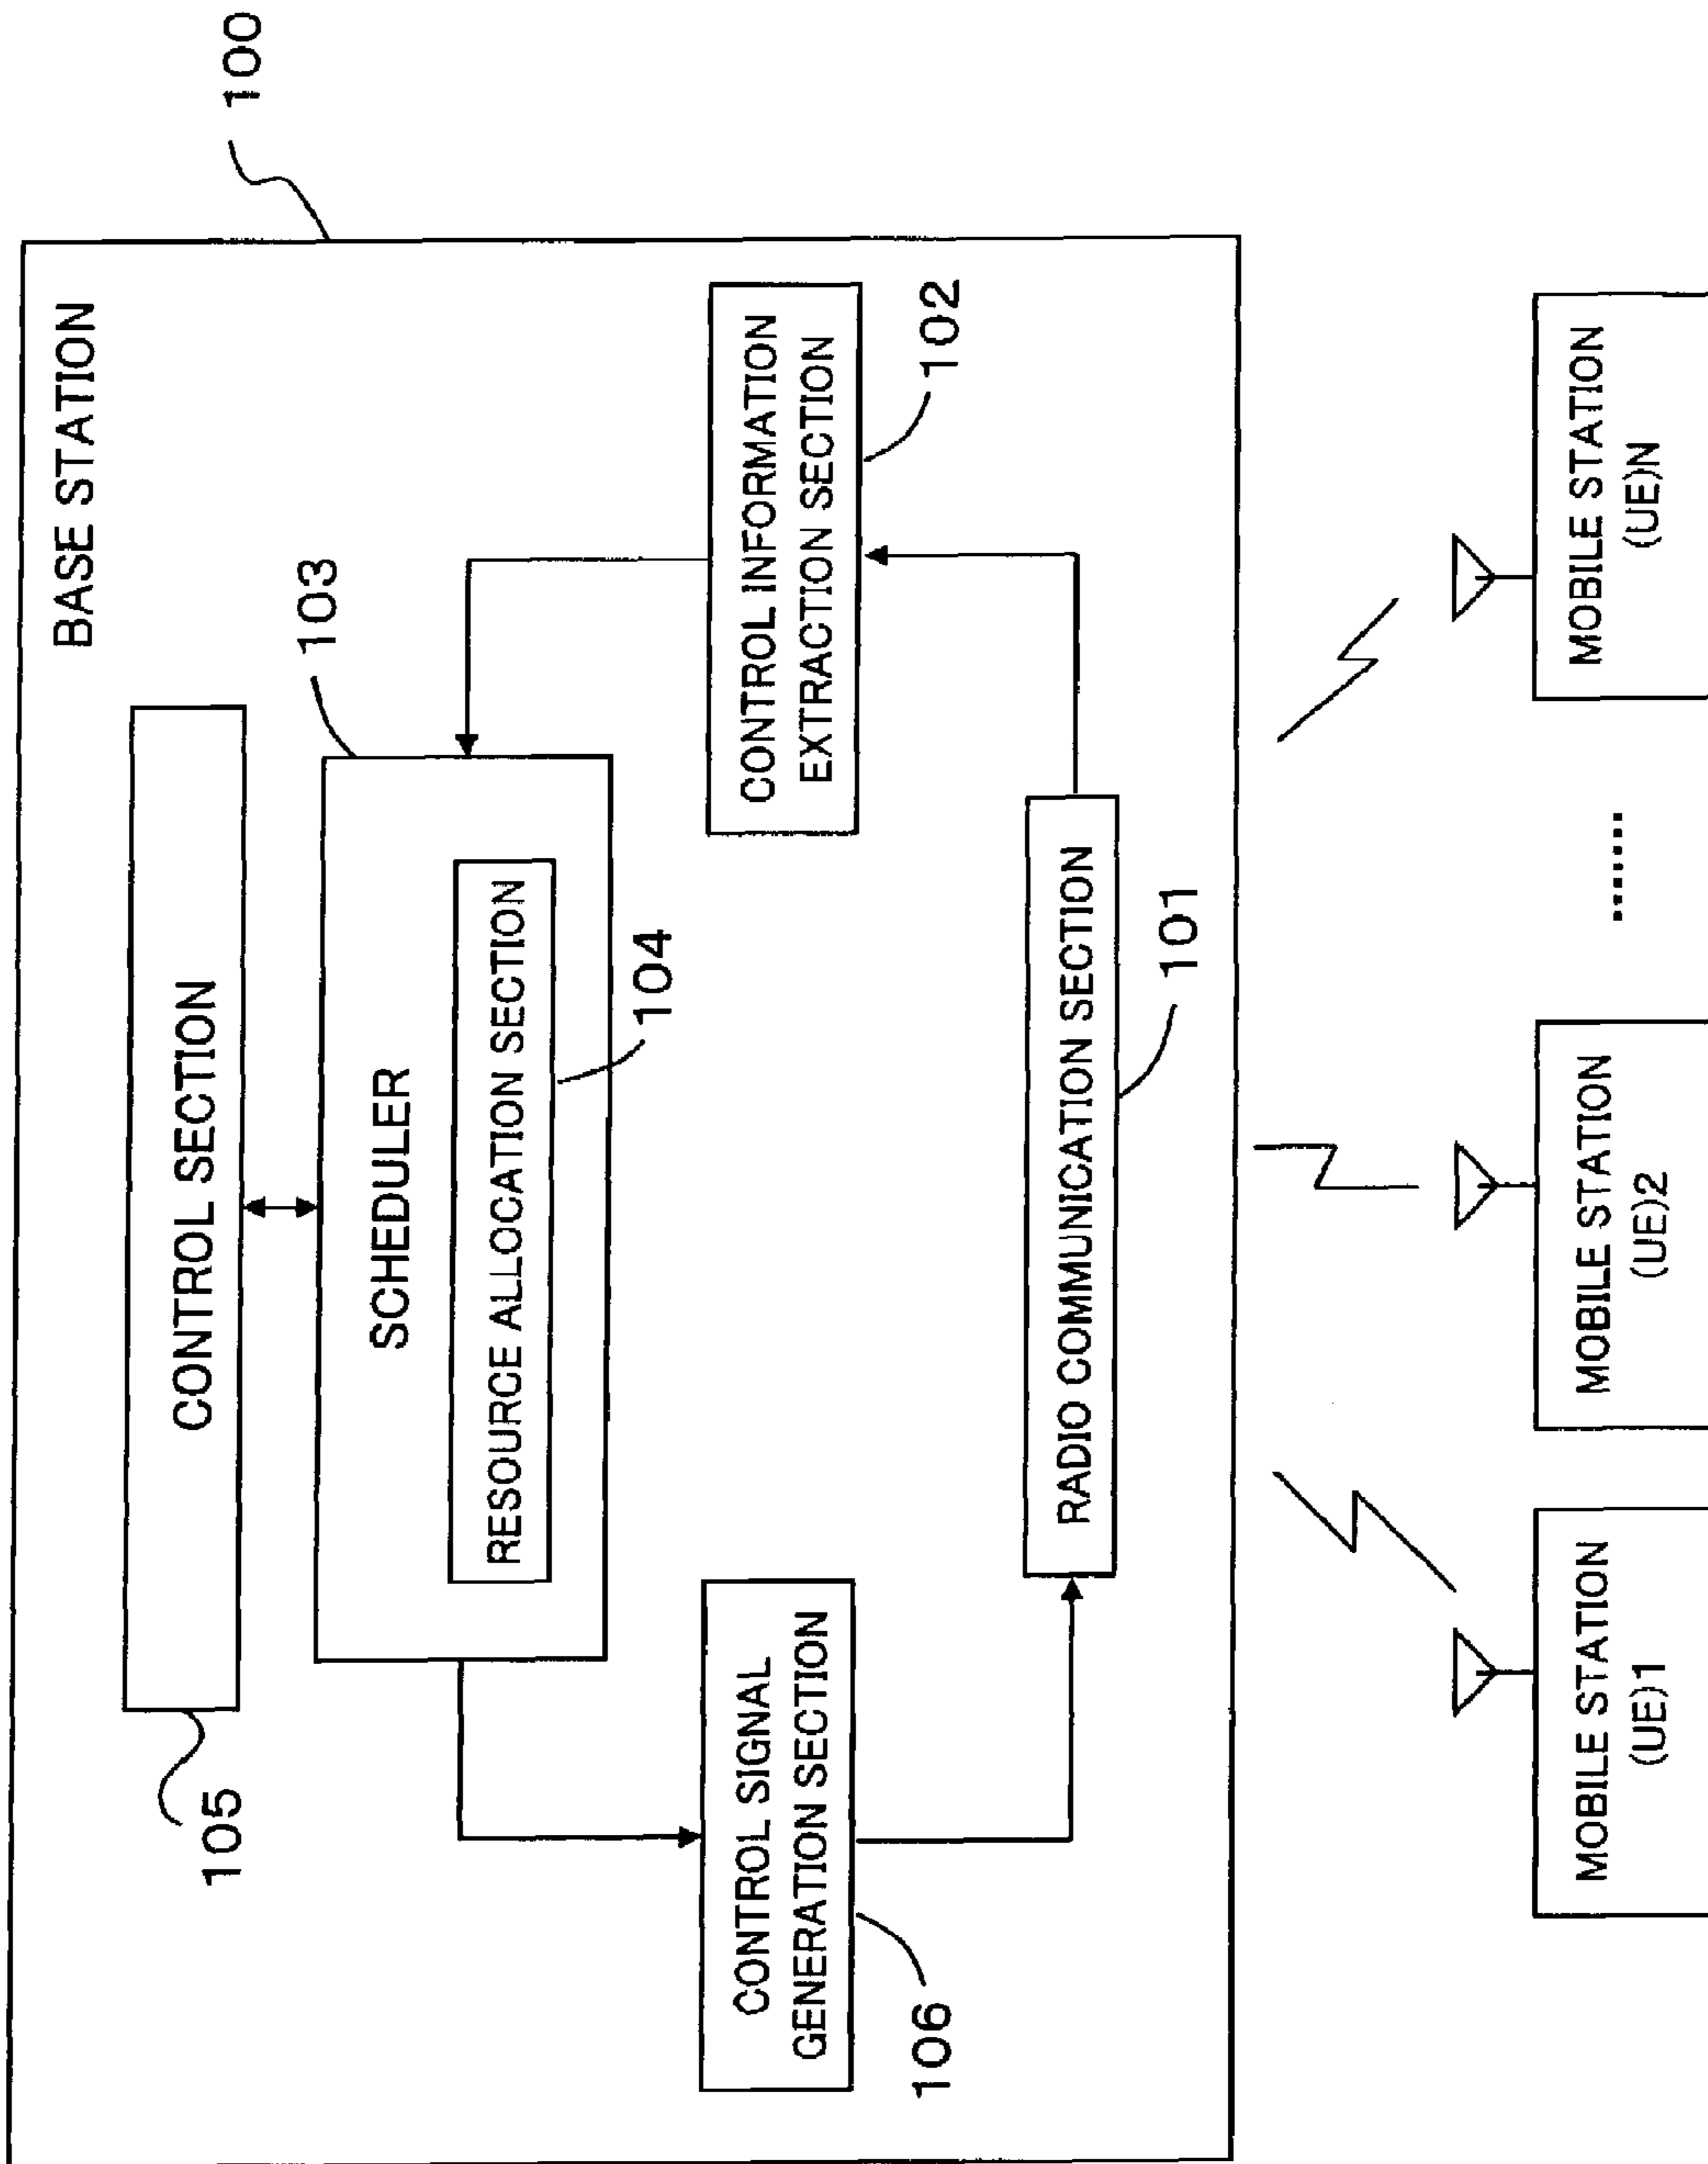 100
BASE STATION
CONTROL SECTION
105
103
SCHEDULER
RESOURCE ALLOCATION SECTION
104
CONTROL SIGNAL
GENERATION SECTION
106
CONTROL INFORMATION
EXTRACTION SECTION
102
RADIO COMMUNICATION SECTION
101
MOBILE STATION
(UE)1
MOBILE STATION
(UE)2
.......
MOBILE STATION
(UE)N